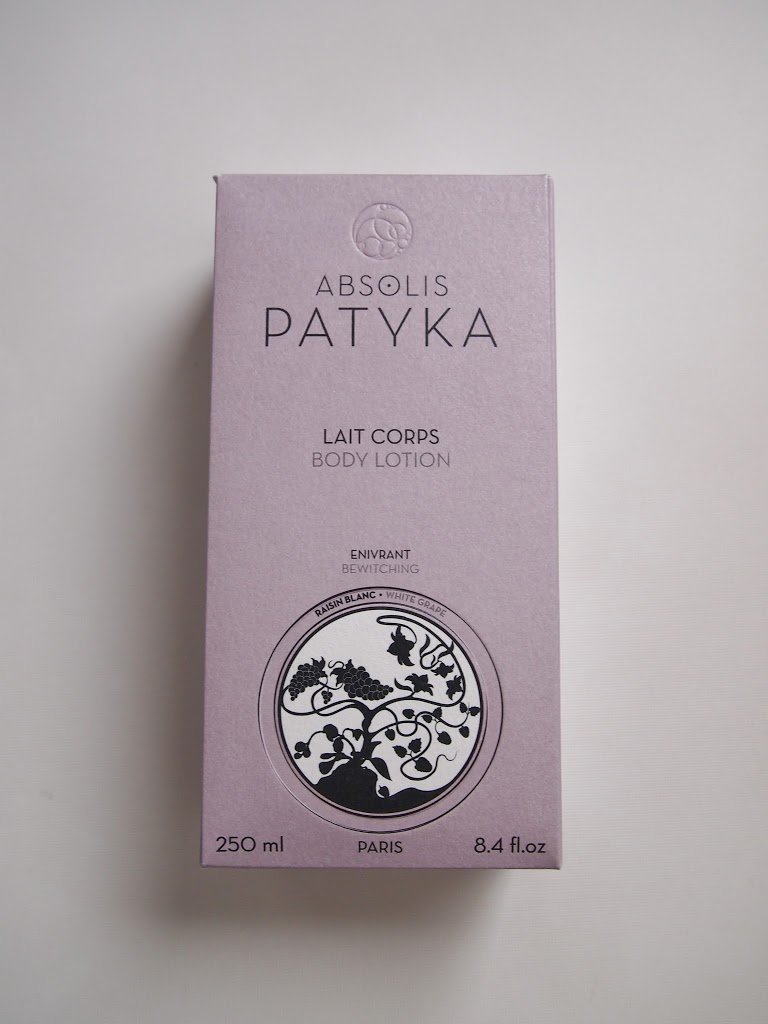 ABSOLIS
PATYKA
LAIT CORPS
BODY LOTION
ENIVRANT
BEWITCHING
RAISIN BLANC • WHITE GRAPE
250 ml PARIS 8.4 fl.oz